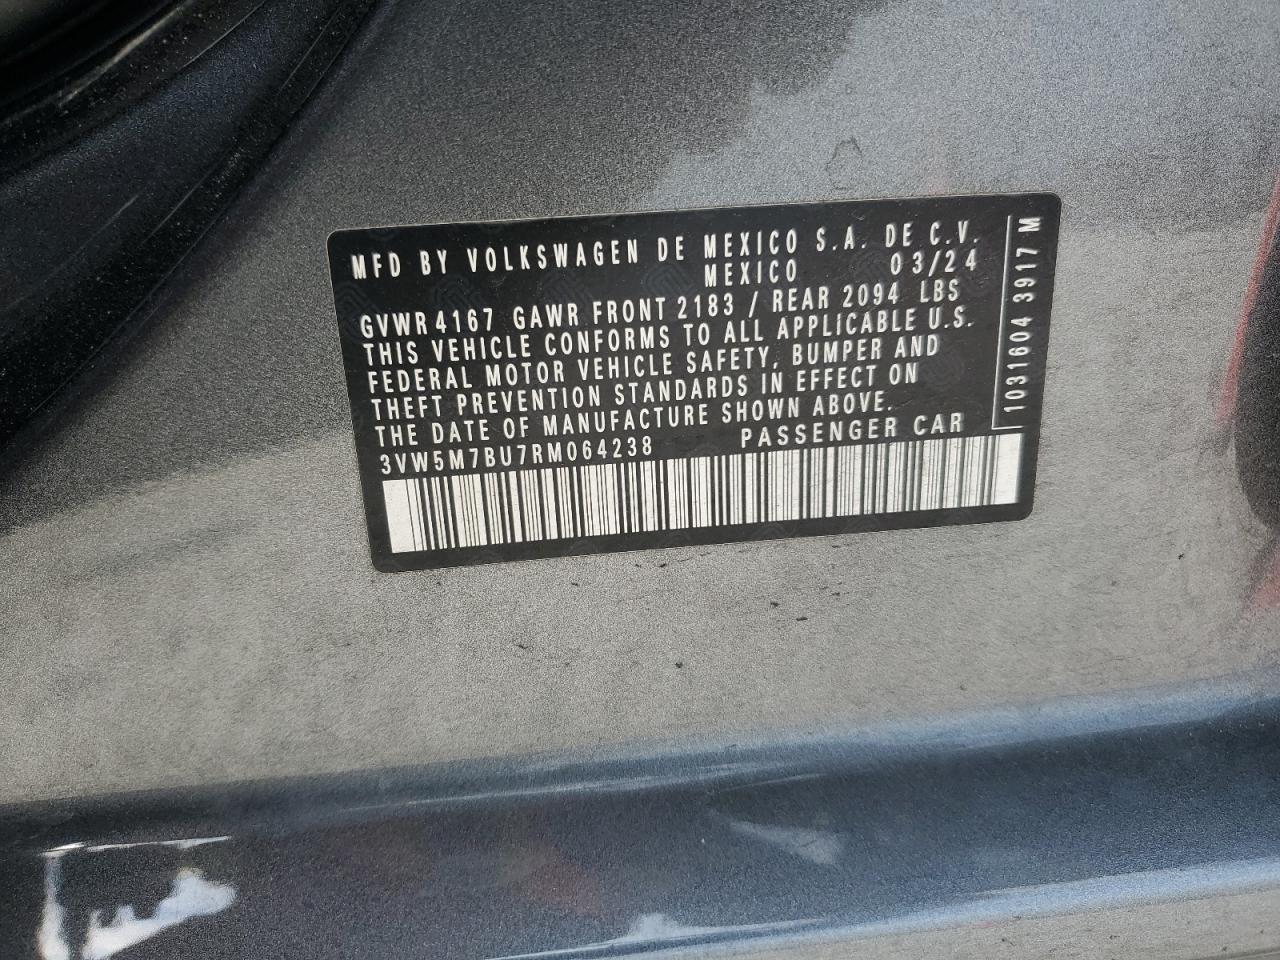 MFD BY VOLKSWAGEN DE MEXICO S.A. DE C.V.
MEXICO 03/24
GVWR 4167 GAWR FRONT 2183 / REAR 2094 LBS
THIS VEHICLE CONFORMS TO ALL APPLICABLE U.S.
FEDERAL MOTOR VEHICLE SAFETY, BUMPER AND
THEFT PREVENTION STANDARDS IN EFFECT ON
THE DATE OF MANUFACTURE SHOWN ABOVE.
3VW5M7BU7RM064238 PASSENGER CAR
1031604 3917 M